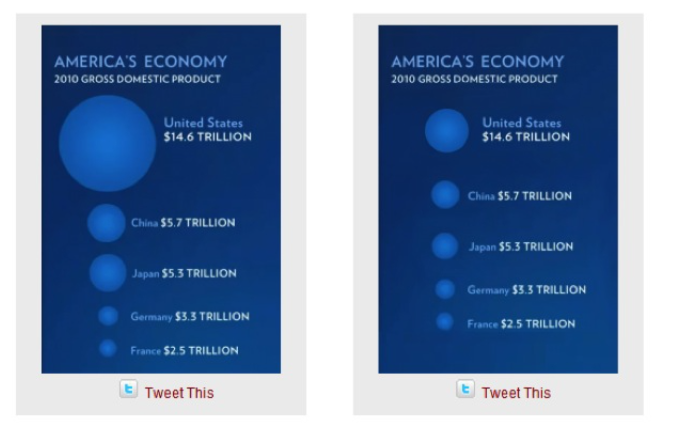 AMERICA'S ECONOMY
2010 GROSS DOMESTIC PRODUCT
United States
$14.6 TRILLION
China $5.7 TRILLION
Japan $5.3 TRILLION
Germany $3.3 TRILLION
France $2.5 TRILLION
Tweet This
AMERICA'S ECONOMY
2010 GROSS DOMESTIC PRODUCT
United States
$14.6 TRILLION
China $5.7 TRILLION
Japan $5.3 TRILLION
Germany $3.3 TRILLION
France $2.5 TRILLION
Tweet This